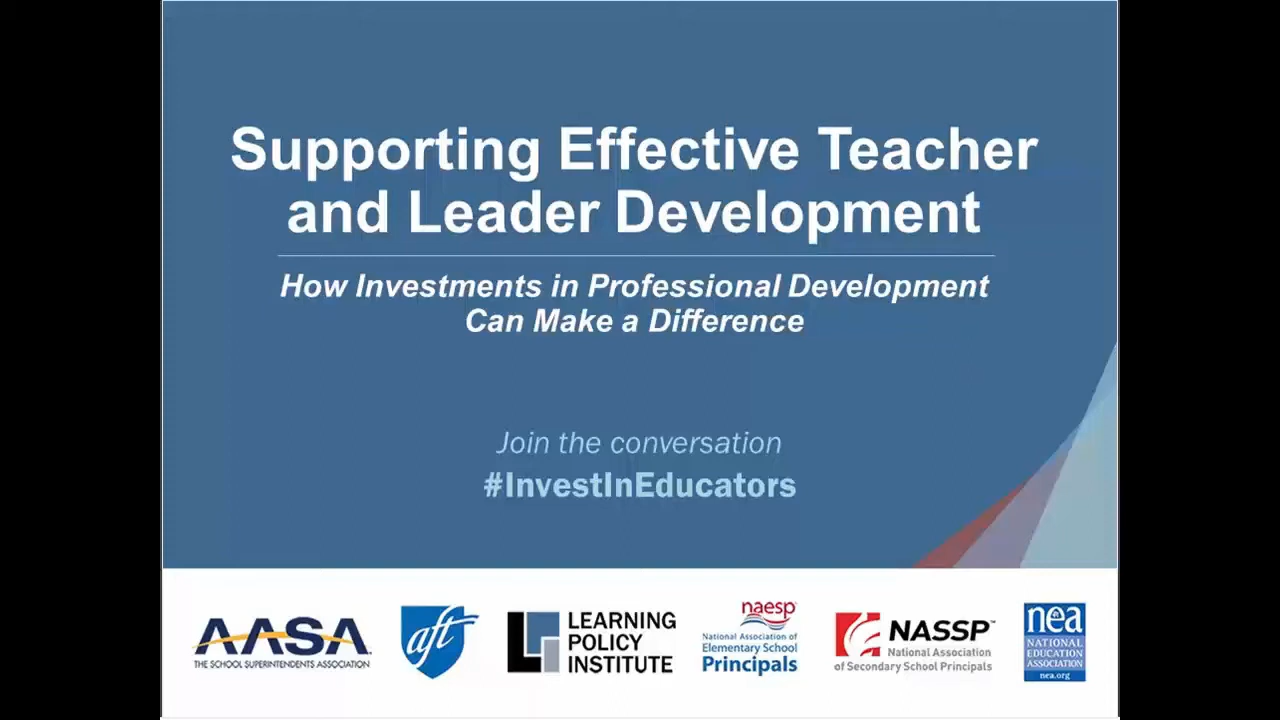 Supporting Effective Teacher
and Leader Development
How Investments in Professional Development
Can Make a Difference
Join the conversation
#InvestInEducators
AASA
THE SCHOOL SUPERINTENDENTS ASSOCIATION
aft
LEARNING
POLICY
INSTITUTE
naesp
National Association of
Elementary School
Principals
NASSP™
National Association
of Secondary School Principals
nea
NATIONAL
EDUCATION
ASSOCIATION
nea.org